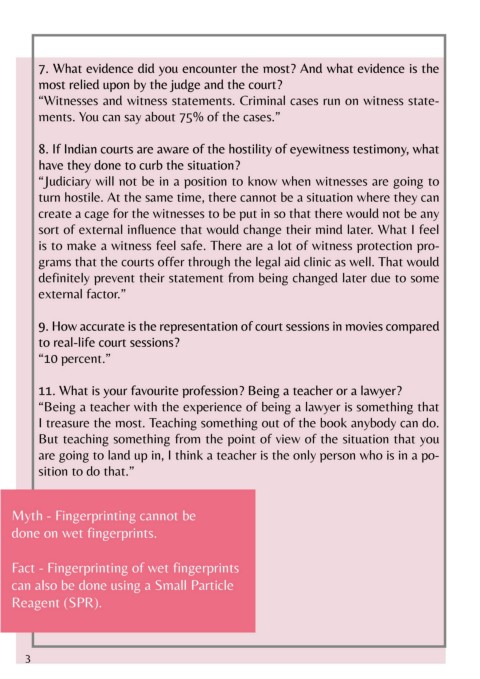 7. What evidence did you encounter the most? And what evidence is the
most relied upon by the judge and the court?
“Witnesses and witness statements. Criminal cases run on witness state-
ments. You can say about 75% of the cases.”
8. If Indian courts are aware of the hostility of eyewitness testimony, what
have they done to curb the situation?
“Judiciary will not be in a position to know when witnesses are going to
turn hostile. At the same time, there cannot be a situation where they can
create a cage for the witnesses to be put in so that there would not be any
sort of external influence that would change their mind later. What I feel
is to make a witness feel safe. There are a lot of witness protection pro-
grams that the courts offer through the legal aid clinic as well. That would
definitely prevent their statement from being changed later due to some
external factor.”
9. How accurate is the representation of court sessions in movies compared
to real-life court sessions?
“10 percent.”
11. What is your favourite profession? Being a teacher or a lawyer?
“Being a teacher with the experience of being a lawyer is something that
I treasure the most. Teaching something out of the book anybody can do.
But teaching something from the point of view of the situation that you
are going to land up in, I think a teacher is the only person who is in a po-
sition to do that.”
Myth - Fingerprinting cannot be
done on wet fingerprints.
Fact - Fingerprinting of wet fingerprints
can also be done using a Small Particle
Reagent (SPR).
3